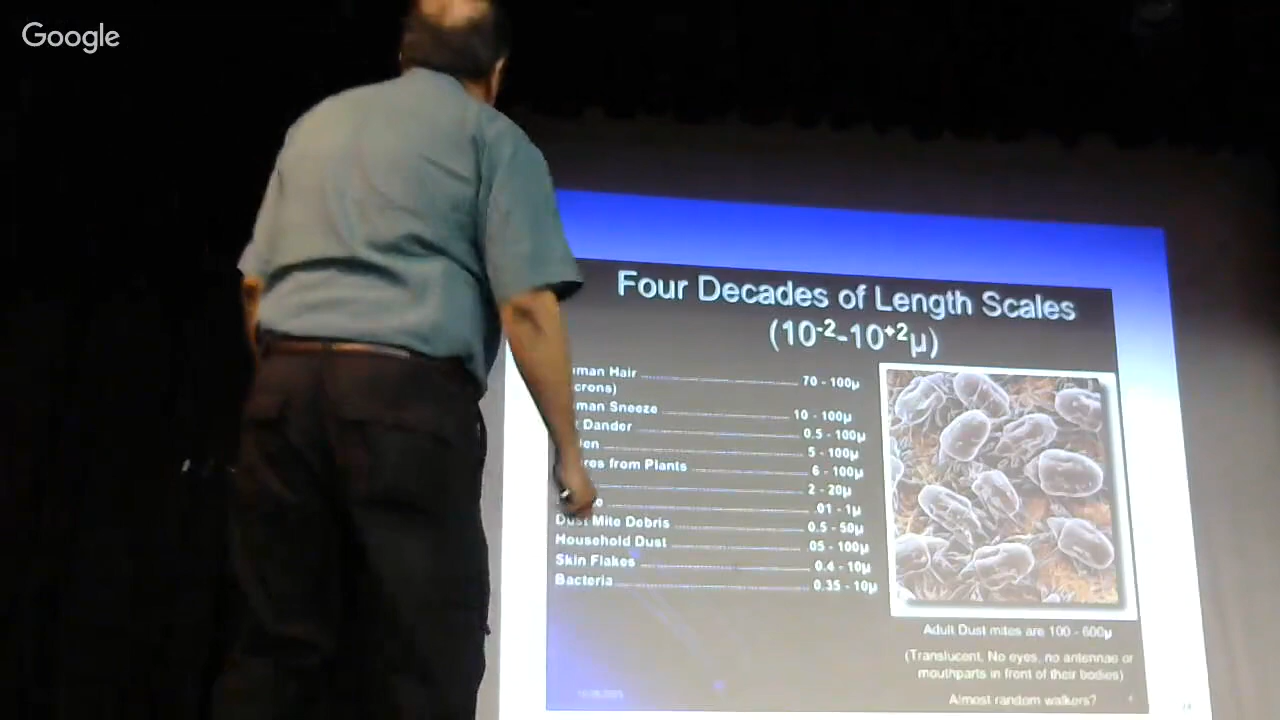 Google
Four Decades of Length Scales
(10-2-10+2µ)
man Hair 70 - 100µ
crons)
man Sneeze 10 - 100µ
Dander 0.5 - 100µ
5 - 100µ
from Plants 6 - 100µ
2 - 20µ
.01 - 1µ
Dust Mite Debris 0.5 - 50µ
Household Dust .05 - 100µ
Skin Flakes 0.4 - 10µ
Bacteria 0.35 - 10µ
Adult Dust mites are 100 - 600µ
(Translucent, No eyes, no antennae or
mouthparts in front of their bodies)
Almost random walkers?